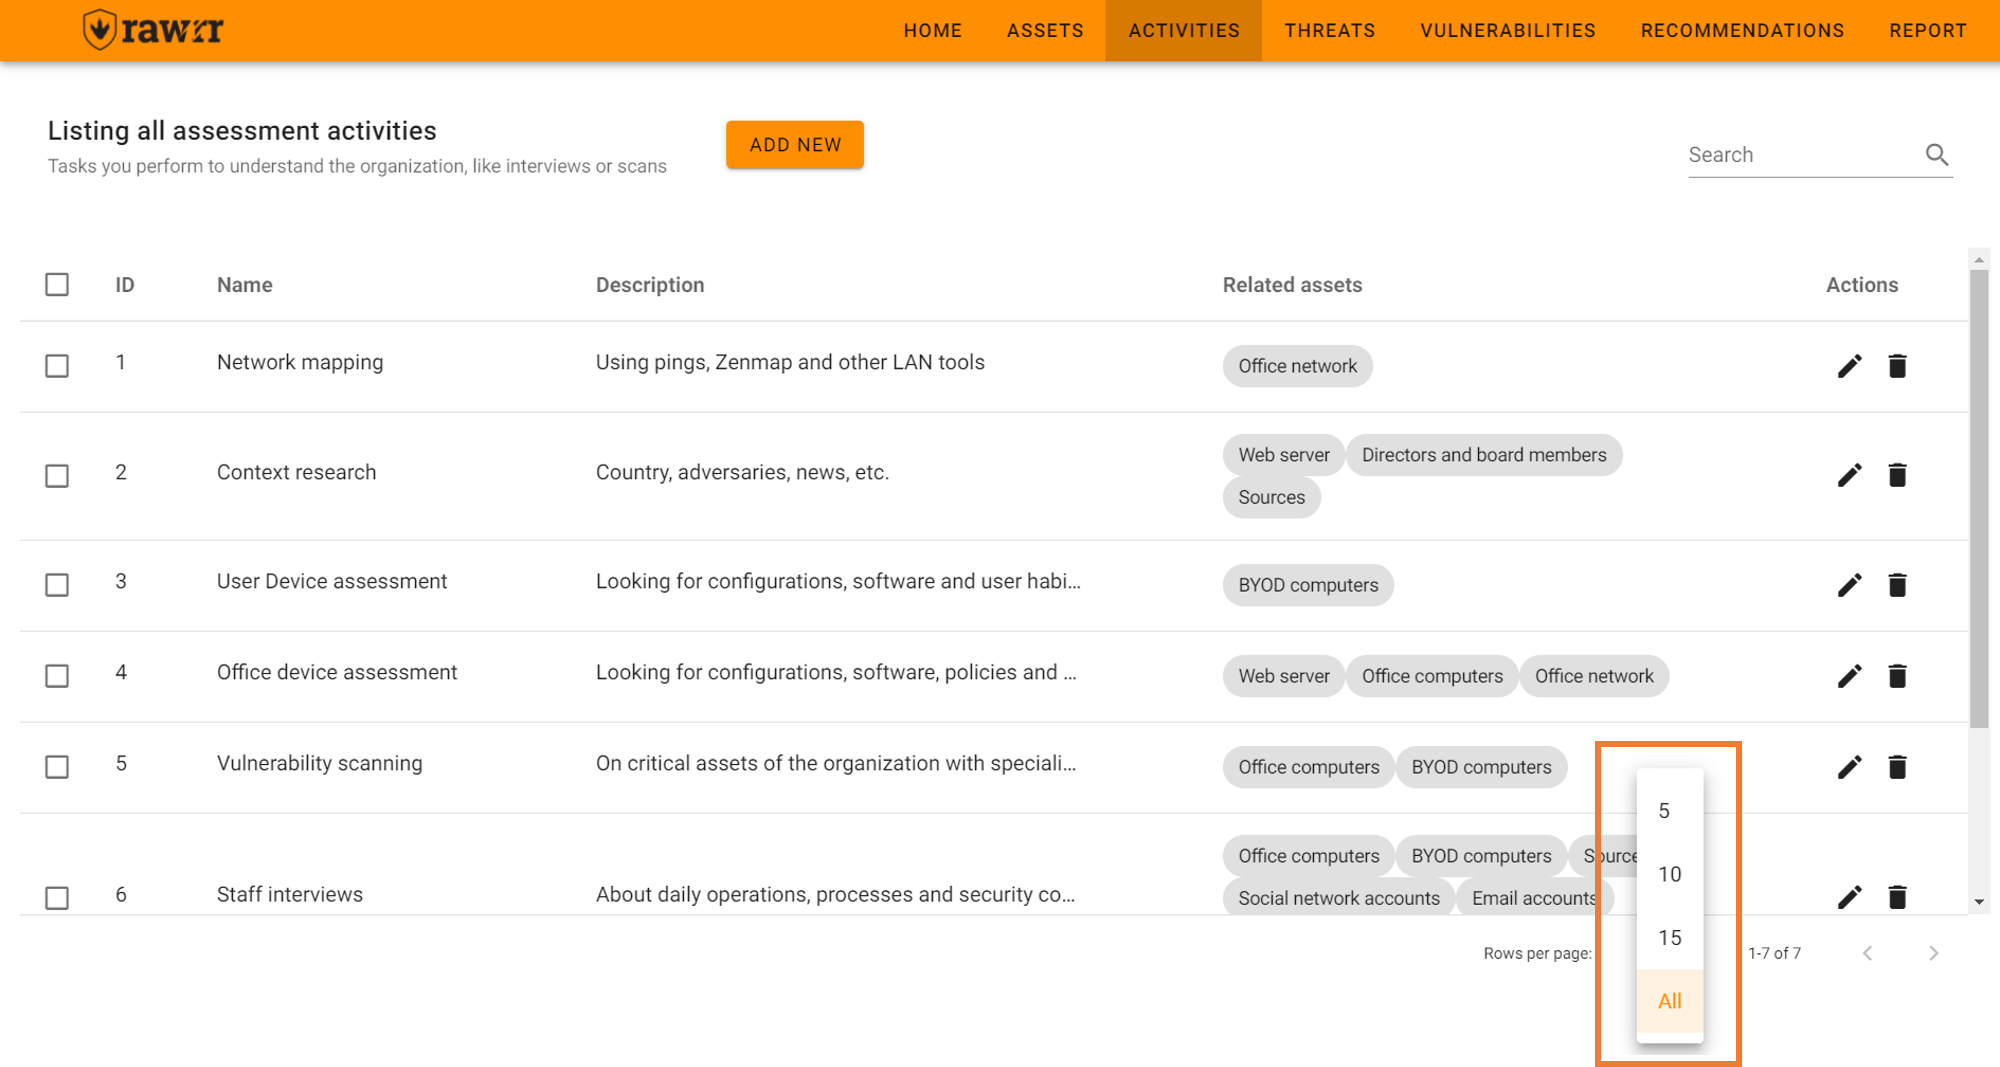 rawrr HOME ASSETS ACTIVITIES THREATS VULNERABILITIES RECOMMENDATIONS REPORT
Listing all assessment activities
Tasks you perform to understand the organization, like interviews or scans
ADD NEW
Search
ID Name Description Related assets Actions
1 Network mapping Using pings, Zenmap and other LAN tools Office network
2 Context research Country, adversaries, news, etc. Web server Directors and board members
Sources
3 User Device assessment Looking for configurations, software and user habi... BYOD computers
4 Office device assessment Looking for configurations, software, policies and ... Web server Office computers Office network
5 Vulnerability scanning On critical assets of the organization with speciali... Office computers BYOD computers
Office computers BYOD computers Source
6 Staff interviews About daily operations, processes and security co... Social network accounts Email accounts
Rows per page: 1-7 of 7
5
10
15
All